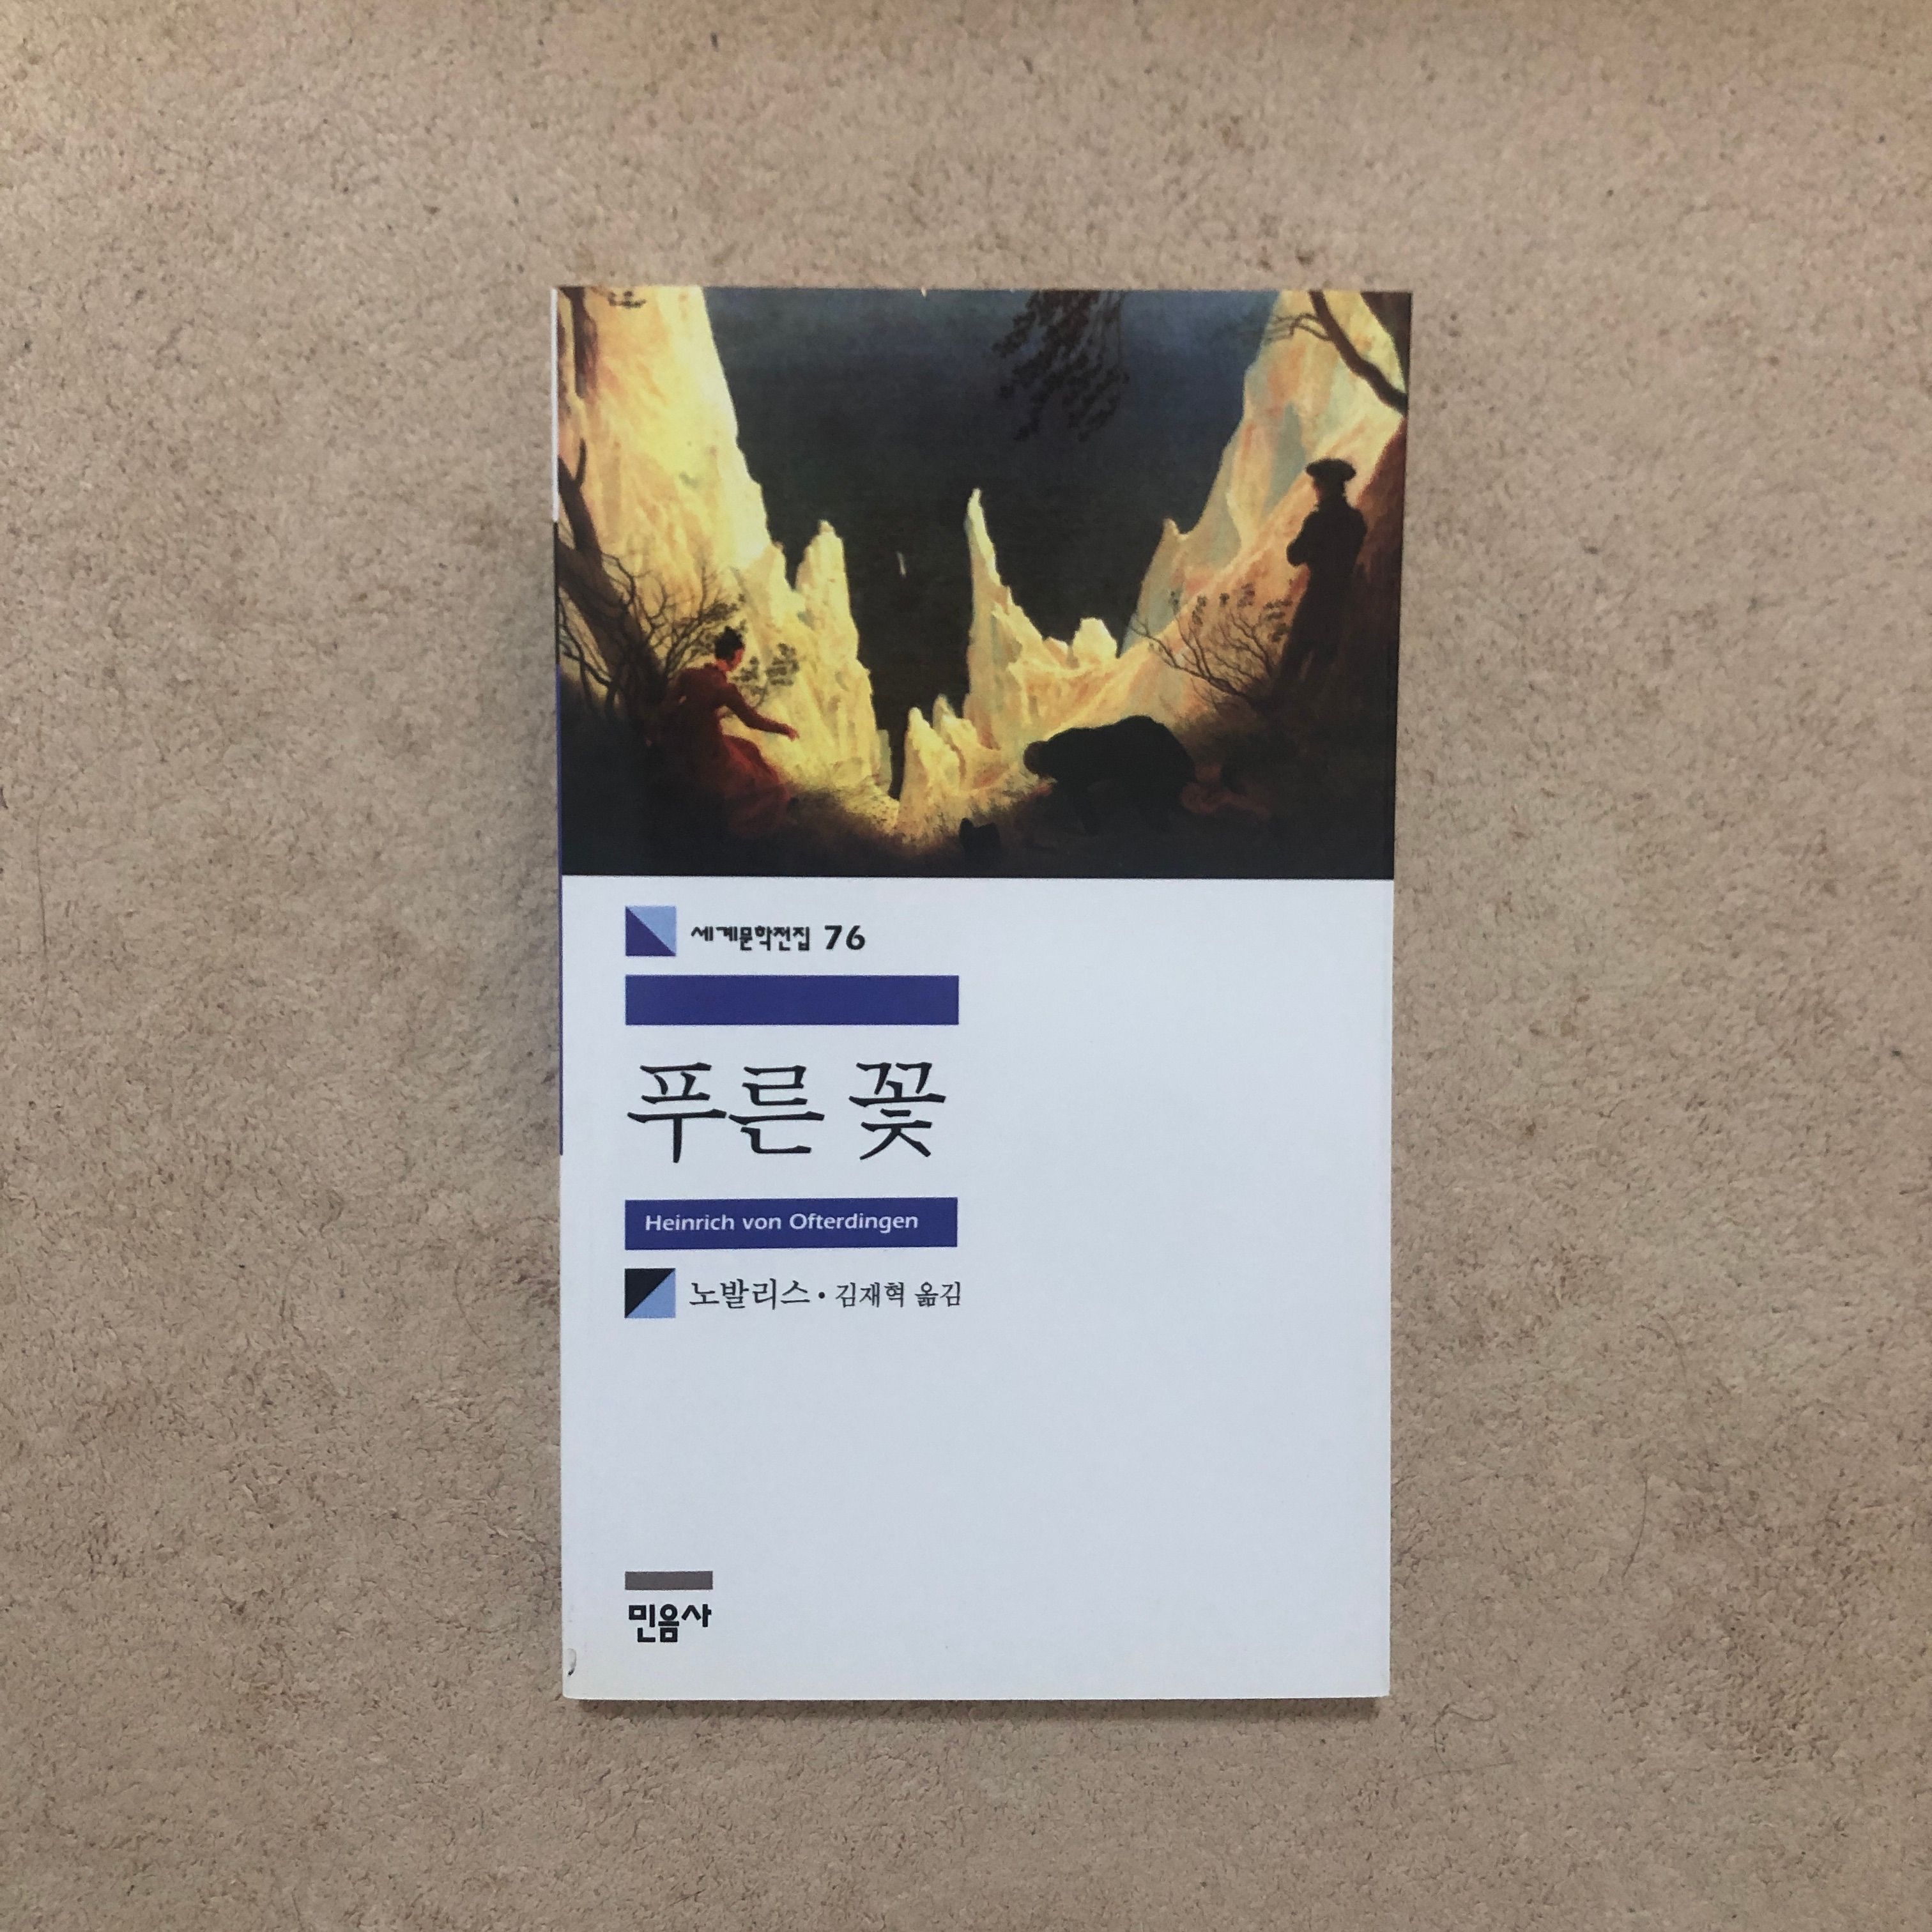 세계문학전집 76
푸른 꽃
Heinrich von Ofterdingen
노발리스 · 김재혁 옮김
민음사